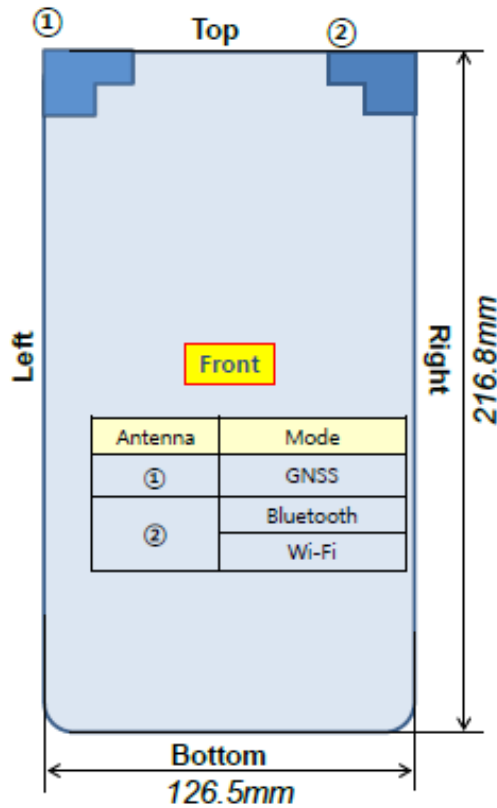 ①
Top
②
Left
Right
216.8mm
Front
Antenna Mode
① GNSS
② Bluetooth
Wi-Fi
Bottom
126.5mm